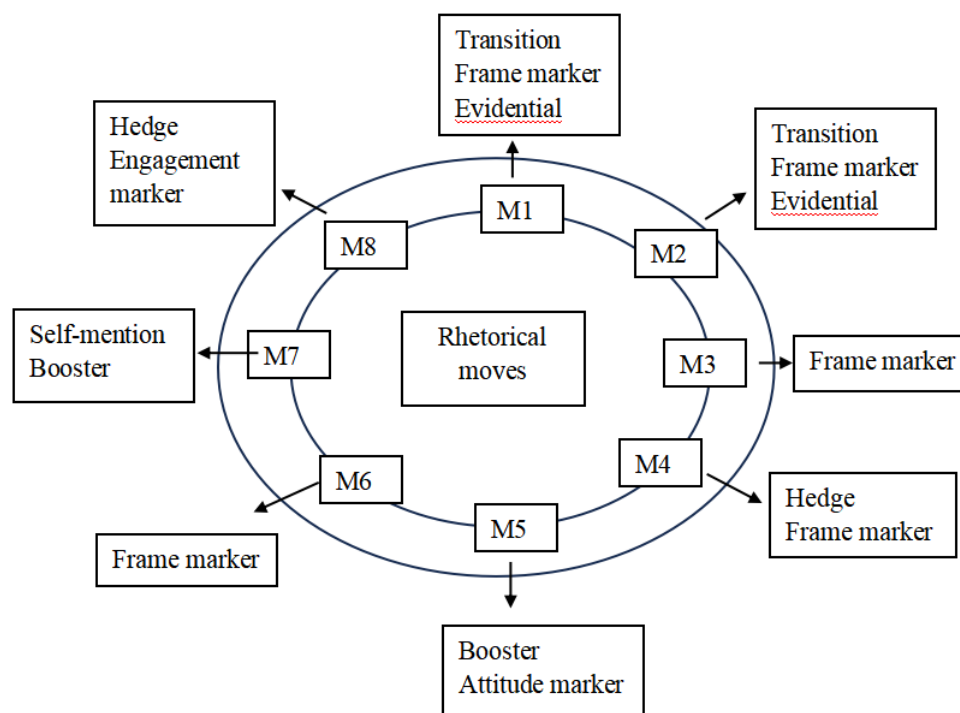 Transition
Frame marker
Evidential
M1
Transition
Frame marker
Evidential
M2
Frame marker
M3
Hedge
Frame marker
M4
Booster
Attitude marker
M5
Frame marker
M6
Self-mention
Booster
M7
Hedge
Engagement
marker
M8
Rhetorical
moves